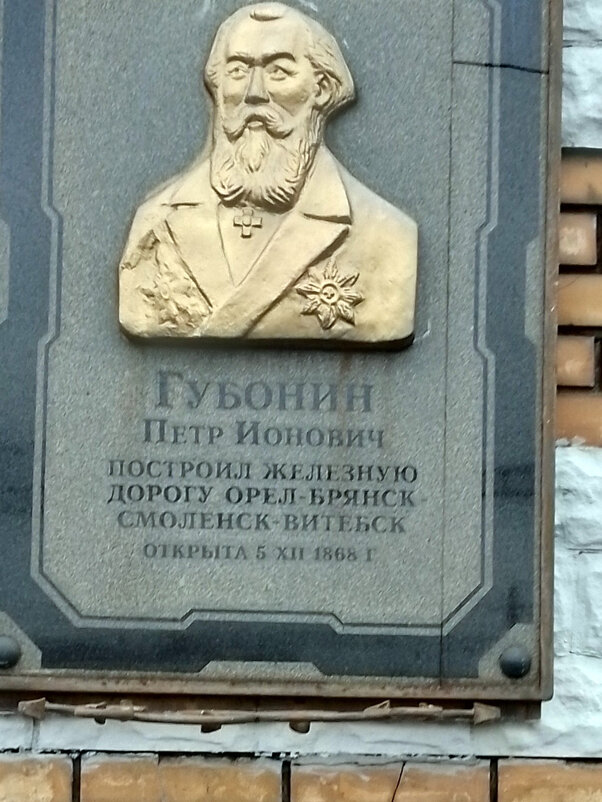 ГУБОНИН
ПЕТР ИОНОВИЧ
ПОСТРОИЛ ЖЕЛЕЗНУЮ
ДОРОГУ ОРЕЛ-БРЯНСК-
СМОЛЕНСК-ВИТЕБСК
ОТКРЫТА 5 XII 1868 Г